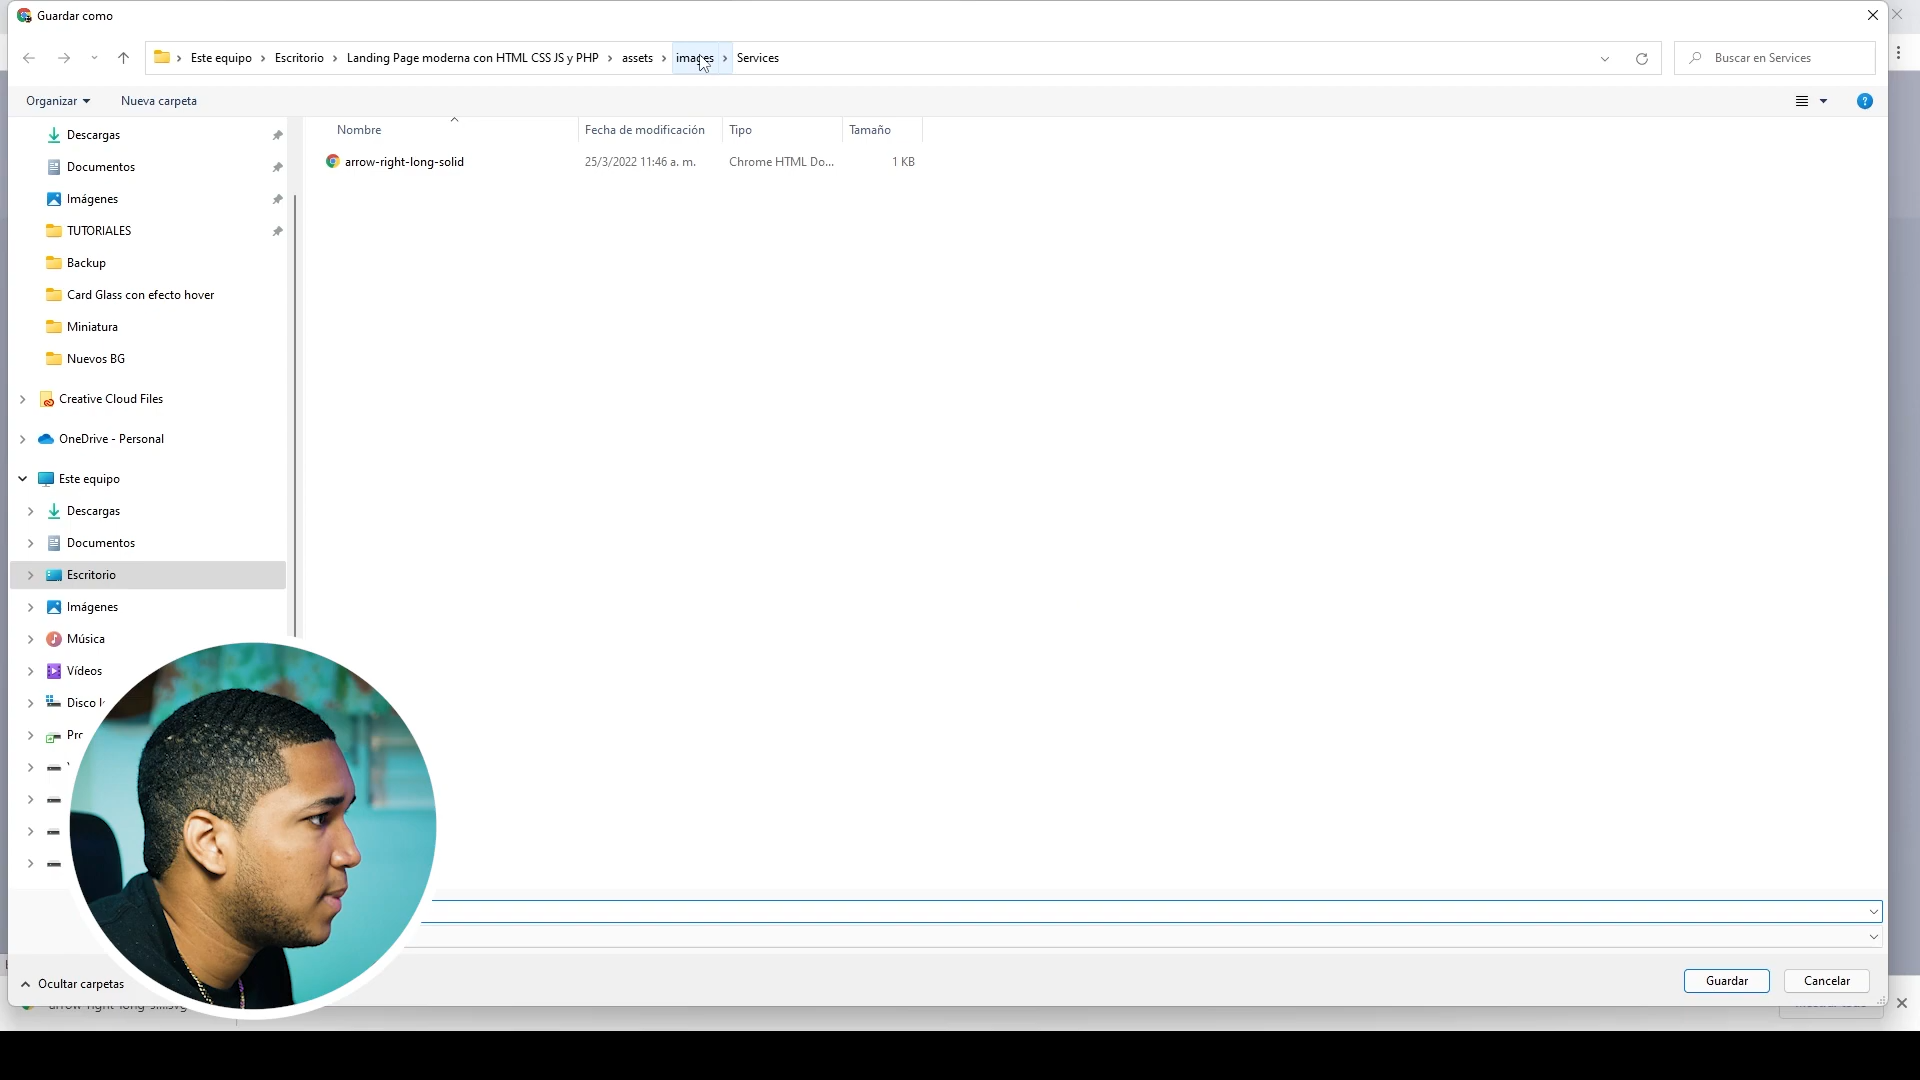 Guardar como
Este equipo
Escritorio
Landing Page moderna con HTML CSS JS y PHP
assets
images
Services
Buscar en Services
Organizar
Nueva carpeta
Nombre
Fecha de modificación
Tipo
Tamaño
arrow-right-long-solid
25/3/2022 11:46 a. m.
Chrome HTML Do...
1 KB
Descargas
Documentos
Imágenes
TUTORIALES
Backup
Card Glass con efecto hover
Miniatura
Nuevos BG
Creative Cloud Files
OneDrive - Personal
Este equipo
Descargas
Documentos
Escritorio
Imágenes
Música
Vídeos
Disco
Guardar
Cancelar
Ocultar carpetas